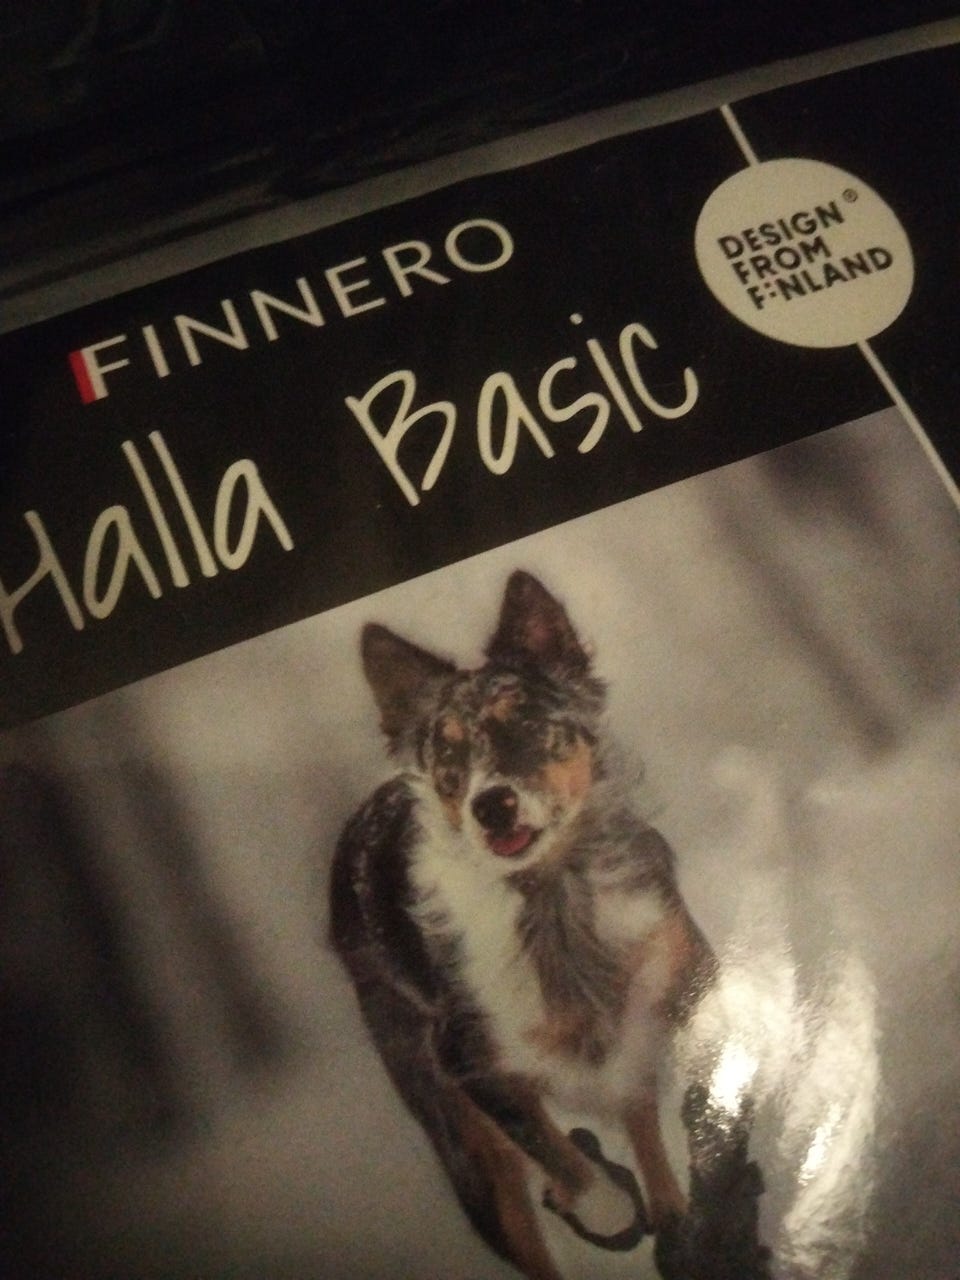 FINNERO
Halla Basic
DESIGN
FROM
FINLAND®